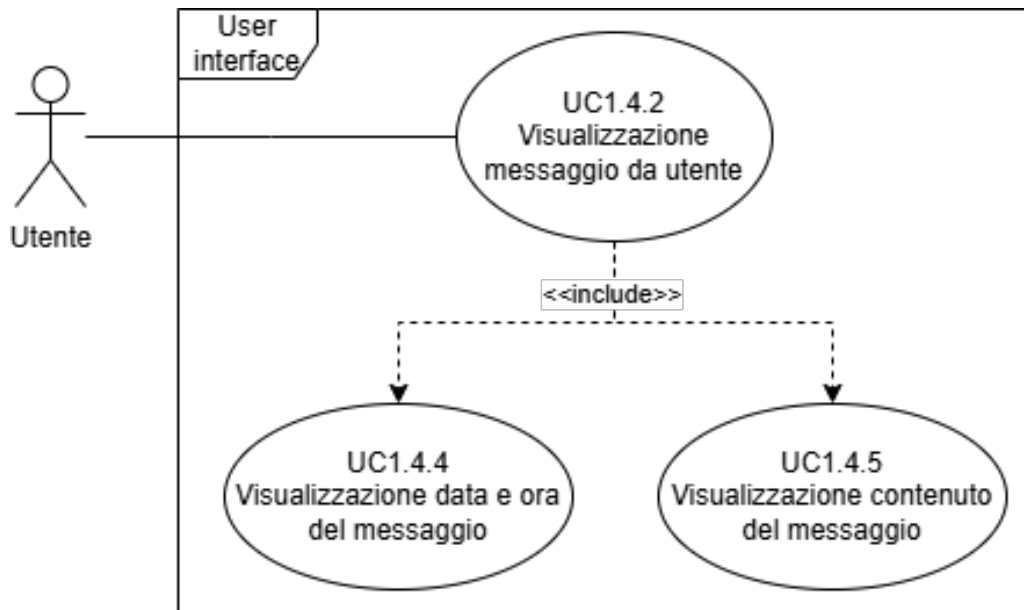 User
interface
UC1.4.2
Visualizzazione
messaggio da utente
Utente
<<include>>
UC1.4.4
Visualizzazione data e ora
del messaggio
UC1.4.5
Visualizzazione contenuto
del messaggio